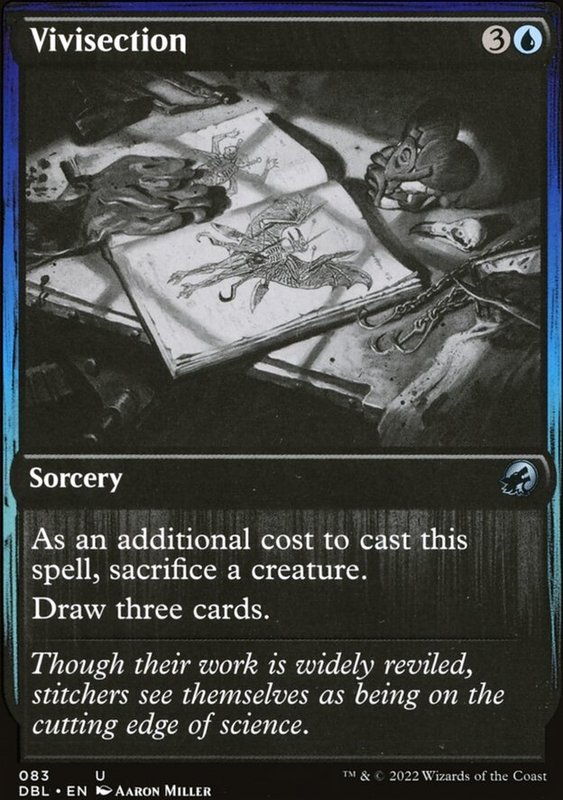 Vivisection 3
Sorcery
As an additional cost to cast this
spell, sacrifice a creature.
Draw three cards.
Though their work is widely reviled,
stitchers see themselves as being on the
cutting edge of science.
083 U
DBL • EN AARON MILLER ™ & © 2022 Wizards of the Coast